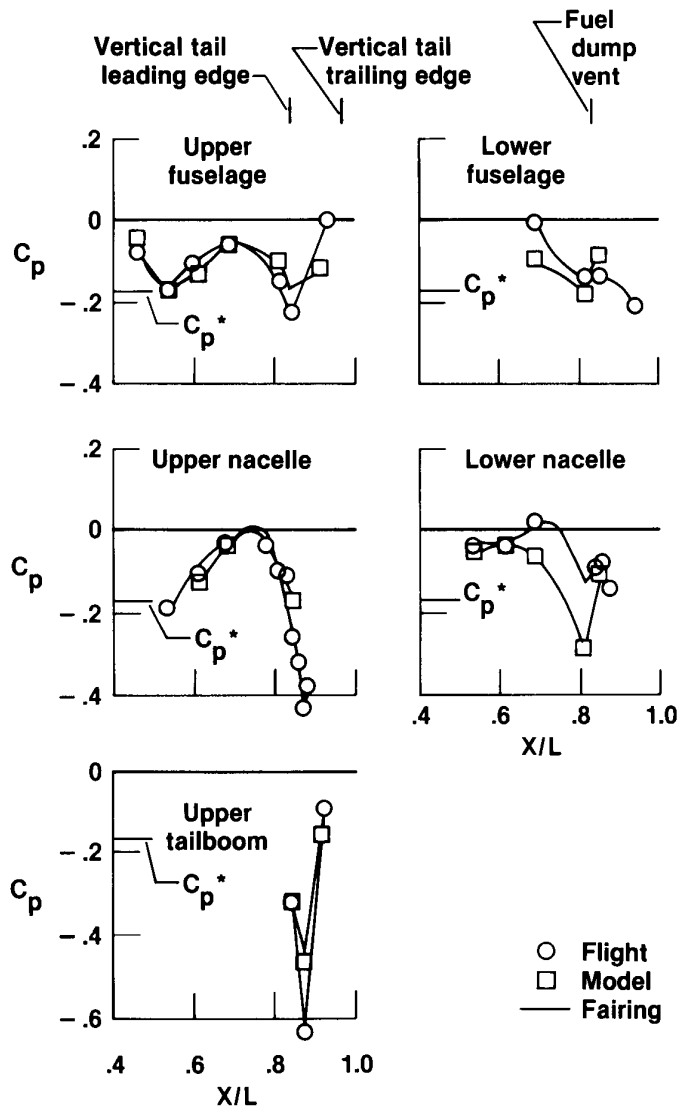 Vertical tail
leading edge
Vertical tail
trailing edge
Fuel
dump
vent
.2
0
– .2
– .4
Cp
Upper
fuselage
Cp*
Lower
fuselage
Cp*
.2
0
– .2
– .4
Cp
Upper nacelle
Cp*
Lower nacelle
Cp*
.4
.6
.8
1.0
X/L
0
– .2
– .4
– .6
Cp
Upper
tailboom
Cp*
.4
.6
.8
1.0
X/L
Flight
Model
Fairing